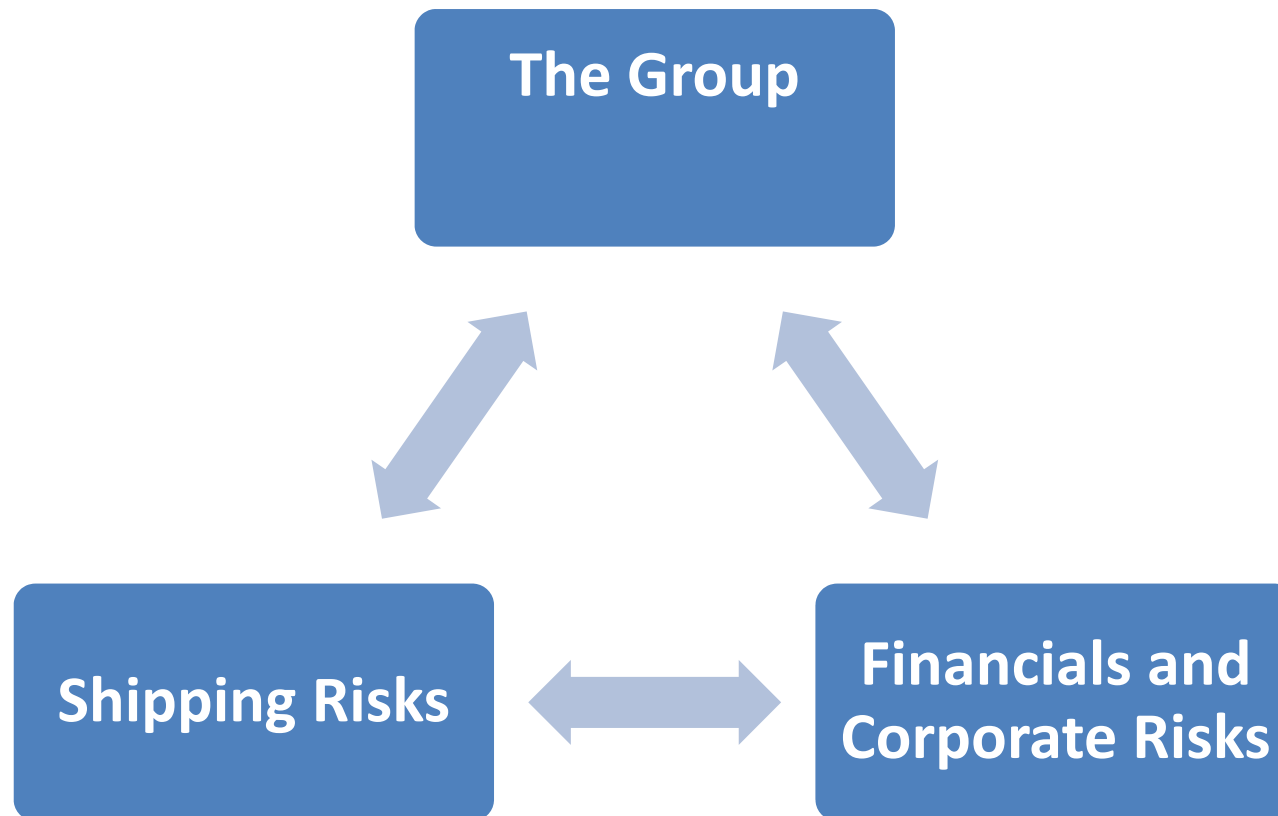 The Group
Shipping Risks
Financials and
Corporate Risks